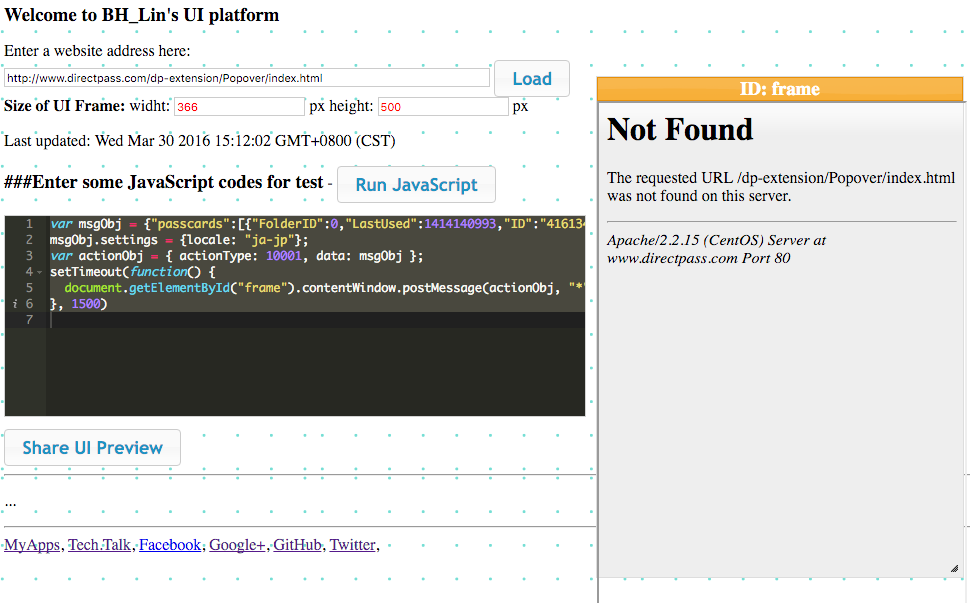 Welcome to BH_Lin's UI platform
Enter a website address here:
http://www.directpass.com/dp-extension/Popover/index.html
Load
Size of UI Frame: widht: 366 px height: 500 px
Last updated: Wed Mar 30 2016 15:12:02 GMT+0800 (CST)
###Enter some JavaScript codes for test - Run JavaScript
1 var msgObj = {"passcards":[{"FolderID":0,"LastUsed":1414140993,"ID":"416134
2 msgObj.settings = {locale: "ja-jp"};
3 var actionObj = { actionType: 10001, data: msgObj };
4 setTimeout(function() {
5 document.getElementById("frame").contentWindow.postMessage(actionObj, "*"
i 6 }, 1500)
7
Share UI Preview
...
MyApps, Tech Talk, Facebook, Google+, GitHub, Twitter,
ID: frame
Not Found
The requested URL /dp-extension/Popover/index.html
was not found on this server.
Apache/2.2.15 (CentOS) Server at
www.directpass.com Port 80